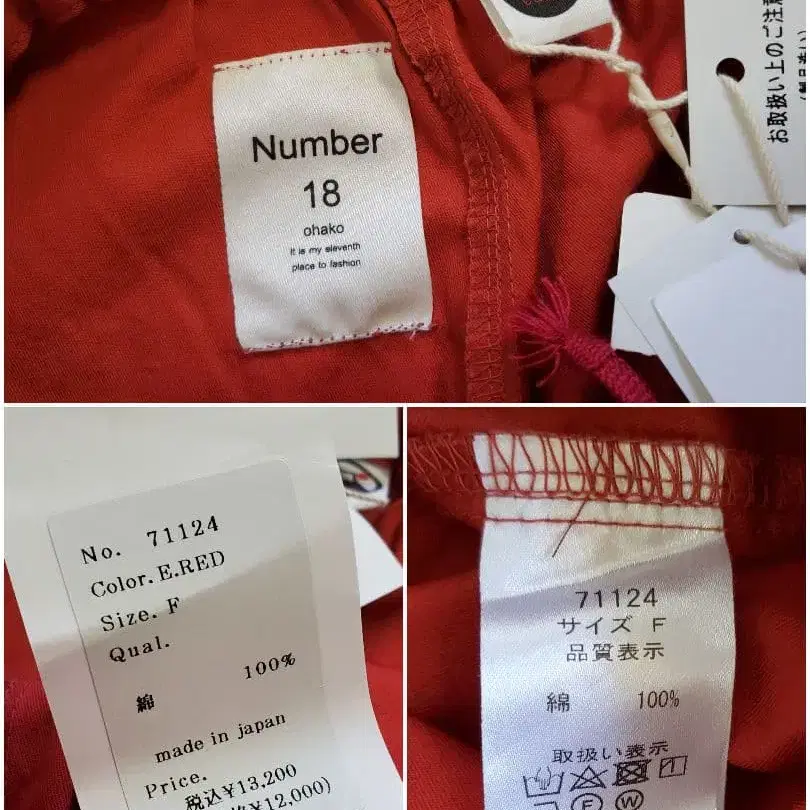 Number
18
ohako
It is my eleventh
place to fashion
お取扱い上のご注意
No. 71124
Color. E.RED
Size. F
Qual.
綿 100%
made in japan
Price.
税込¥13,200
¥12,000)
71124
サイズ F
品質表示
綿 100%
取扱い表示
F W